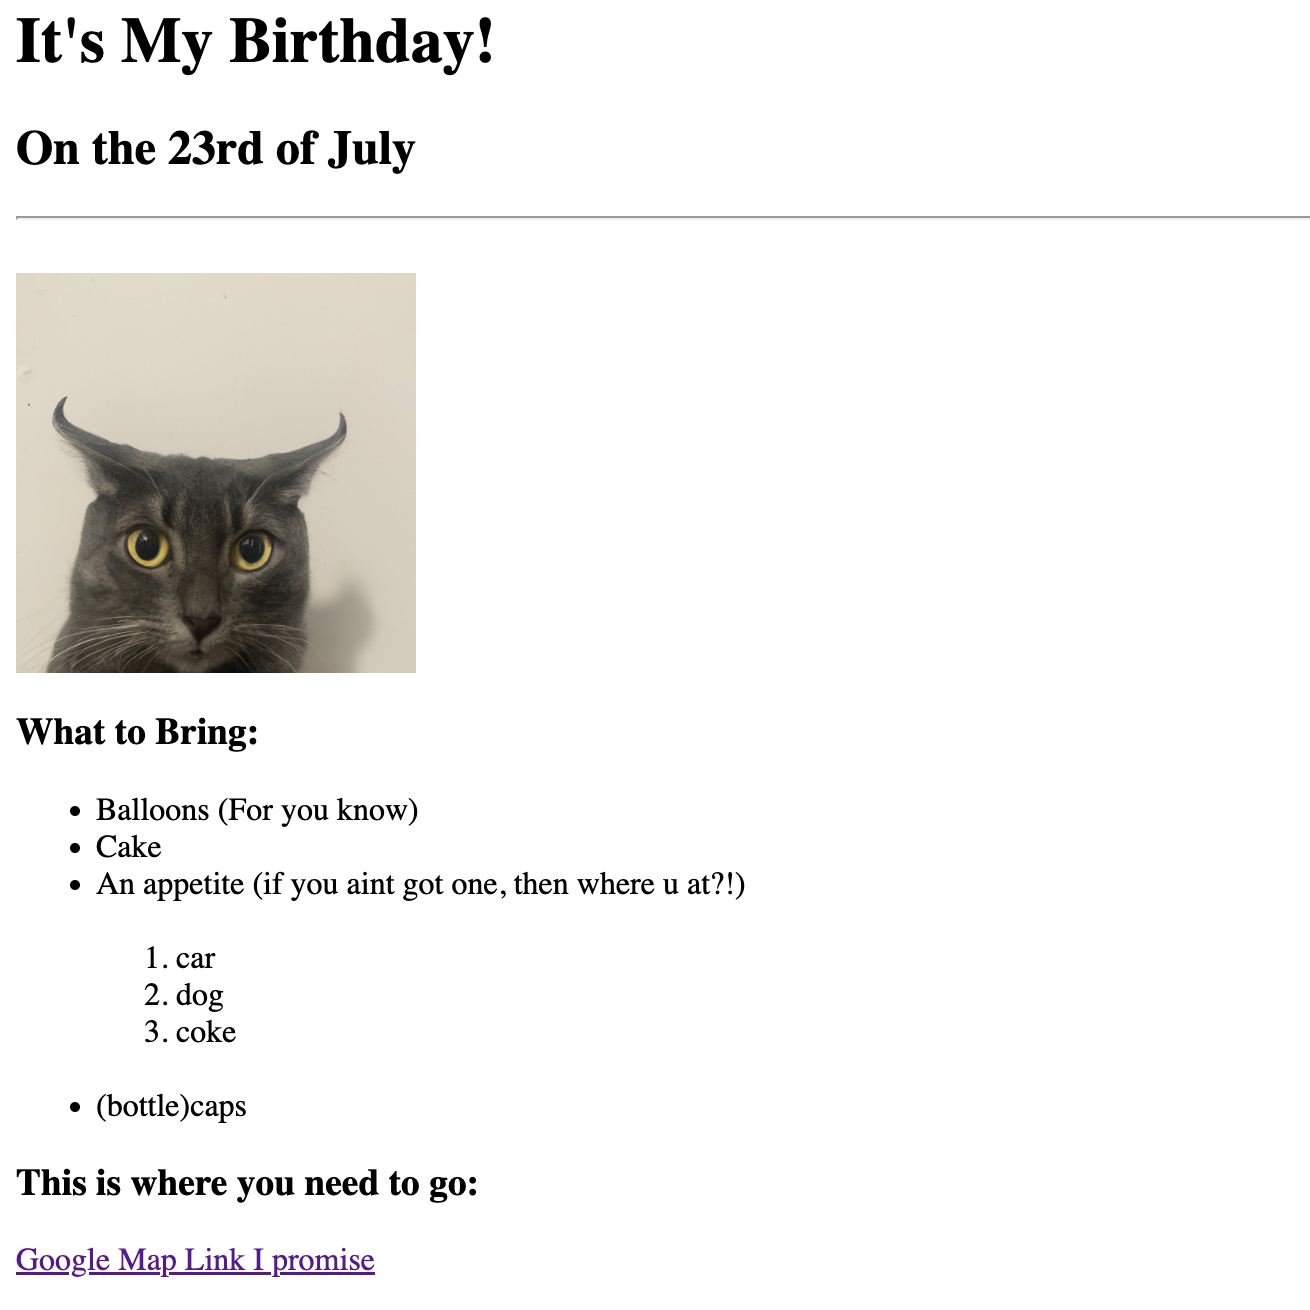 It's My Birthday!
On the 23rd of July
What to Bring:
• Balloons (For you know)
• Cake
• An appetite (if you aint got one, then where u at?!)
1. car
2. dog
3. coke
• (bottle)caps
This is where you need to go:
Google Map Link I promise